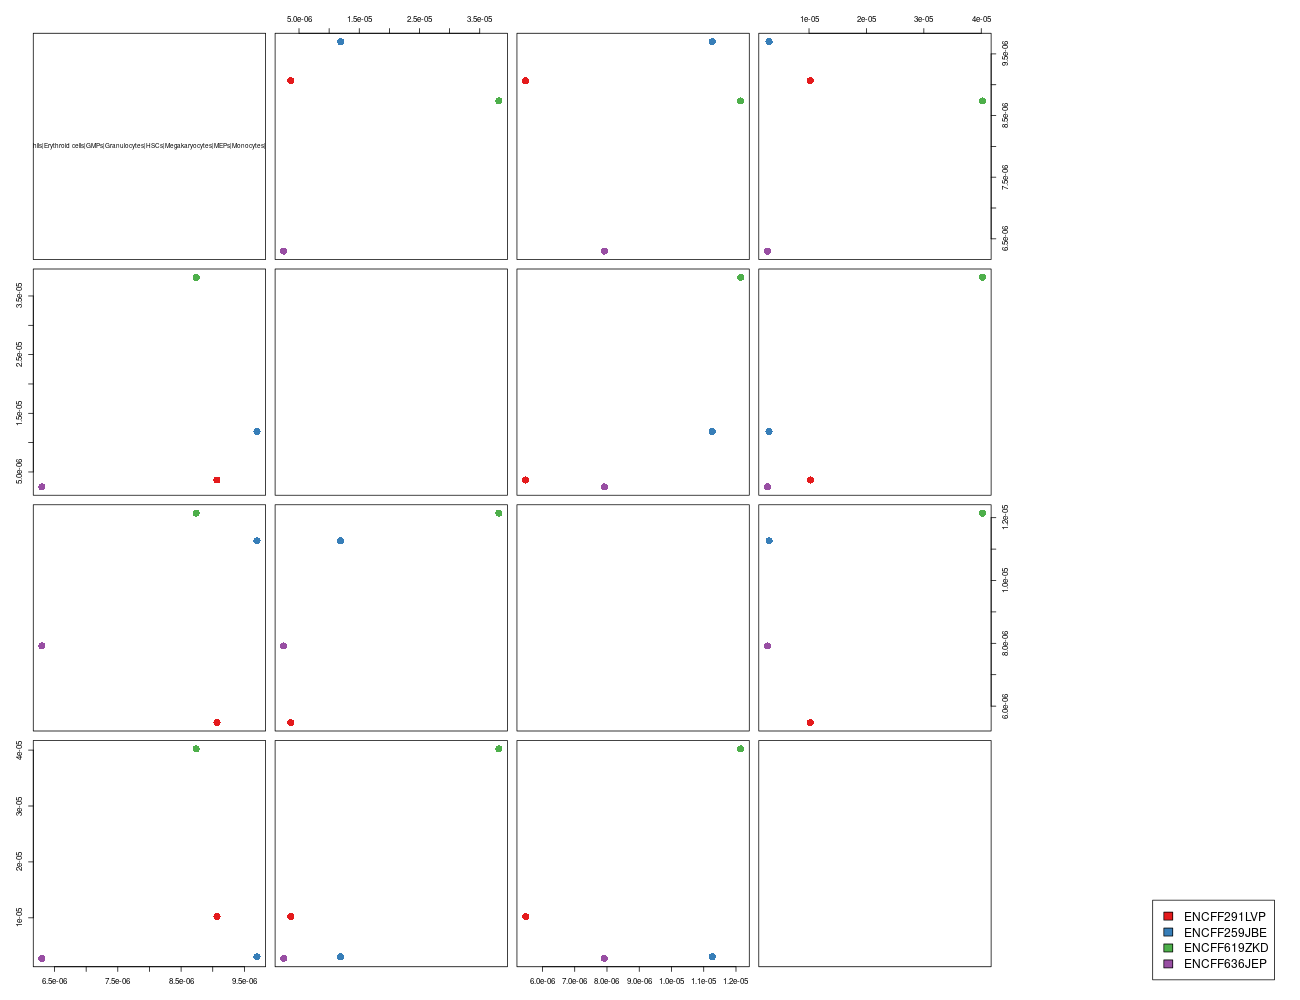 5.0e-06 1.5e-05 2.5e-05 3.5e-05
1e-05 2e-05 3e-05 4e-05
6.5e-06 7.5e-06 8.5e-06 9.5e-06
hils|Erythroid cells|GMPs|Granulocytes|HSCs|Megakaryocytes|MEPs|Monocytes|
5.0e-06 1.5e-05 2.5e-05 3.5e-05
6.0e-06 8.0e-06 1.0e-05 1.2e-05
1e-05 2e-05 3e-05 4e-05
6.5e-06 7.5e-06 8.5e-06 9.5e-06
6.0e-06 7.0e-06 8.0e-06 9.0e-06 1.0e-05 1.1e-05 1.2e-05
ENCFF291LVP
ENCFF259JBE
ENCFF619ZKD
ENCFF636JEP